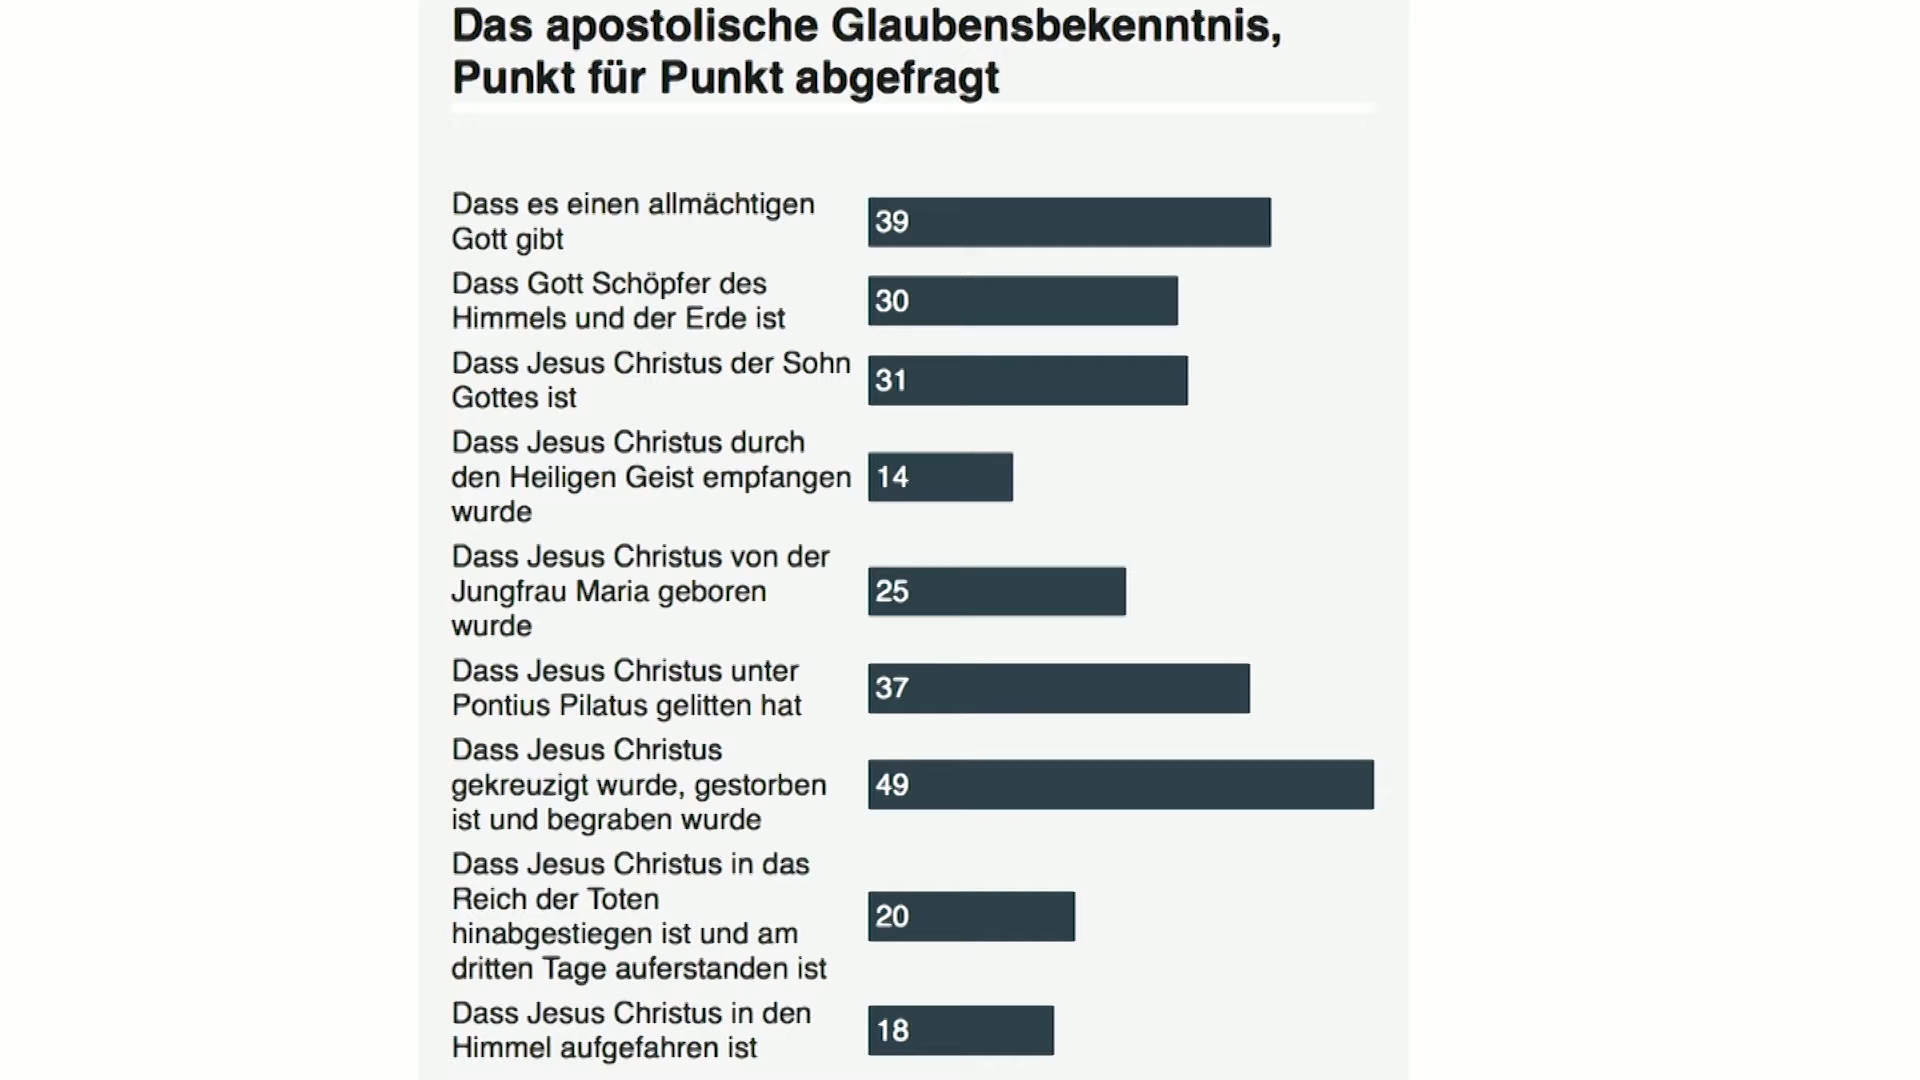 Das apostolische Glaubensbekenntnis,
Punkt für Punkt abgefragt
Dass es einen allmächtigen
Gott gibt
39
Dass Gott Schöpfer des
Himmels und der Erde ist
30
Dass Jesus Christus der Sohn
Gottes ist
31
Dass Jesus Christus durch
den Heiligen Geist empfangen
wurde
14
Dass Jesus Christus von der
Jungfrau Maria geboren
wurde
25
Dass Jesus Christus unter
Pontius Pilatus gelitten hat
37
Dass Jesus Christus
gekreuzigt wurde, gestorben
ist und begraben wurde
49
Dass Jesus Christus in das
Reich der Toten
hinabgestiegen ist und am
dritten Tage auferstanden ist
20
Dass Jesus Christus in den
Himmel aufgefahren ist
18